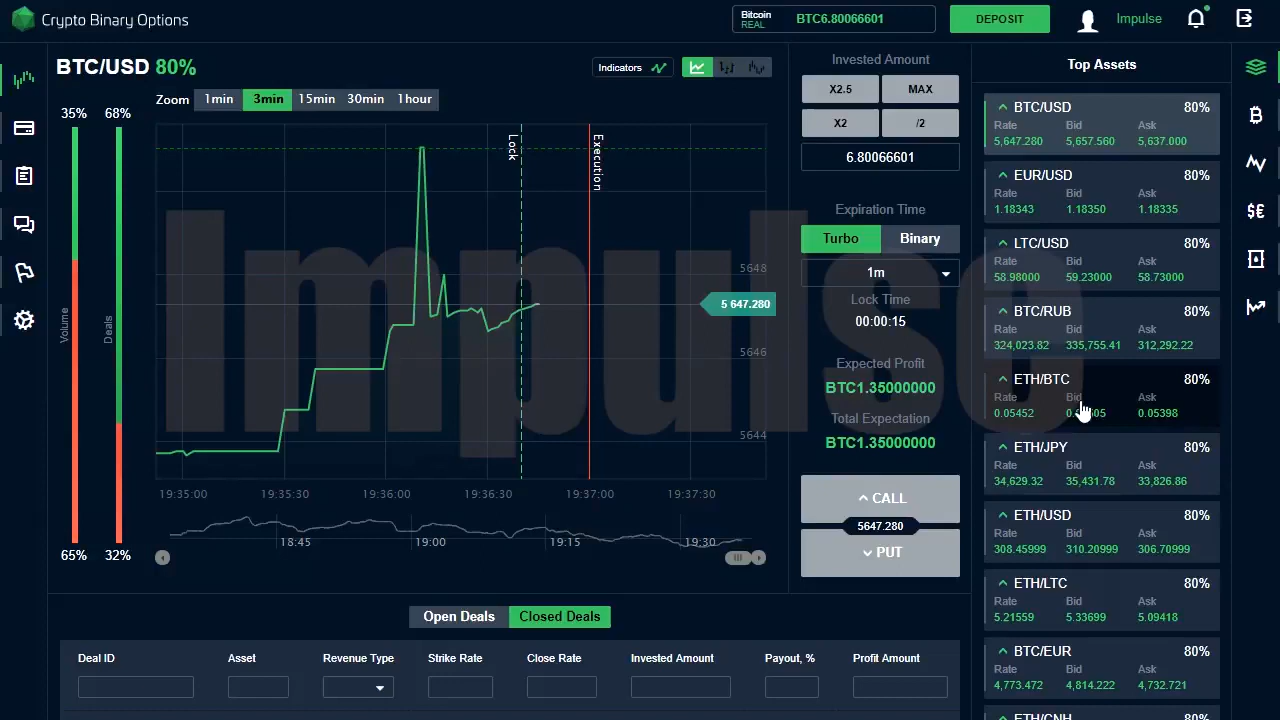 Crypto Binary Options
Bitcoin
REAL
BTC6.80066601
DEPOSIT
Impulse
BTC/USD 80%
Indicators
Zoom 1min 3min 15min 30min 1hour
35% 68%
Volume
Deals
65% 32%
Lock
Execution
5648
5 647.280
5646
5644
19:35:00 19:35:30 19:36:00 19:36:30 19:37:00 19:37:30
18:45 19:00 19:15 19:30
Impulse
Invested Amount
X2.5 MAX
X2 /2
6.80066601
Expiration Time
Turbo Binary
1m
Lock Time
00:00:15
Expected Profit
BTC1.35000000
Total Expectation
BTC1.35000000
CALL
5647.280
PUT
Top Assets
BTC/USD 80%
Rate Bid Ask
5,647.280 5,657.560 5,637.000
EUR/USD 80%
Rate Bid Ask
1.18343 1.18350 1.18335
LTC/USD 80%
Rate Bid Ask
58.98000 59.23000 58.73000
BTC/RUB 80%
Rate Bid Ask
324,023.82 335,755.41 312,292.22
ETH/BTC 80%
Rate Bid Ask
0.05452 0.05398
ETH/JPY 80%
Rate Bid Ask
34,629.32 35,431.78 33,826.86
ETH/USD 80%
Rate Bid Ask
308.45999 310.20999 306.70999
ETH/LTC 80%
Rate Bid Ask
5.21559 5.33699 5.09418
BTC/EUR 80%
Rate Bid Ask
4,773.472 4,814.222 4,732.721
ETH/CNH 80%
Open Deals Closed Deals
Deal ID Asset Revenue Type Strike Rate Close Rate Invested Amount Payout, % Profit Amount